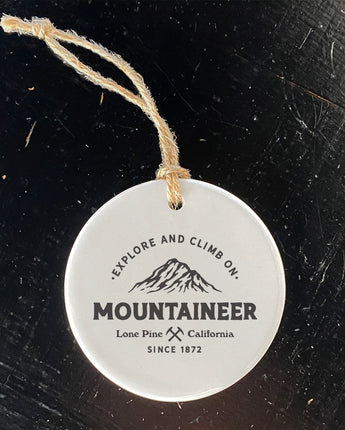 ·EXPLORE AND CLIMB ON·
MOUNTAINEER
Lone Pine California
SINCE 1872